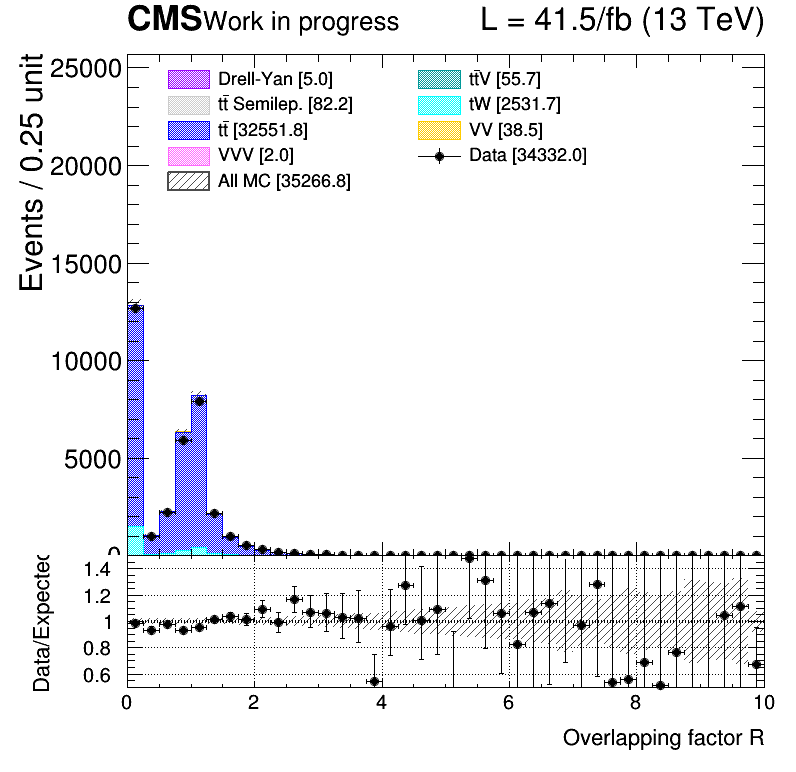 CMS Work in progress L = 41.5/fb (13 TeV)
Events / 0.25 unit
25000
20000
15000
10000
5000
0
Drell-Yan [5.0]
tt̄ Semilep. [82.2]
tt̄ [32551.8]
VVV [2.0]
All MC [35266.8]
tt̄V [55.7]
tW [2531.7]
VV [38.5]
Data [34332.0]
Data/Expected
1.4
1.2
1
0.8
0.6
0 2 4 6 8 10
Overlapping factor R